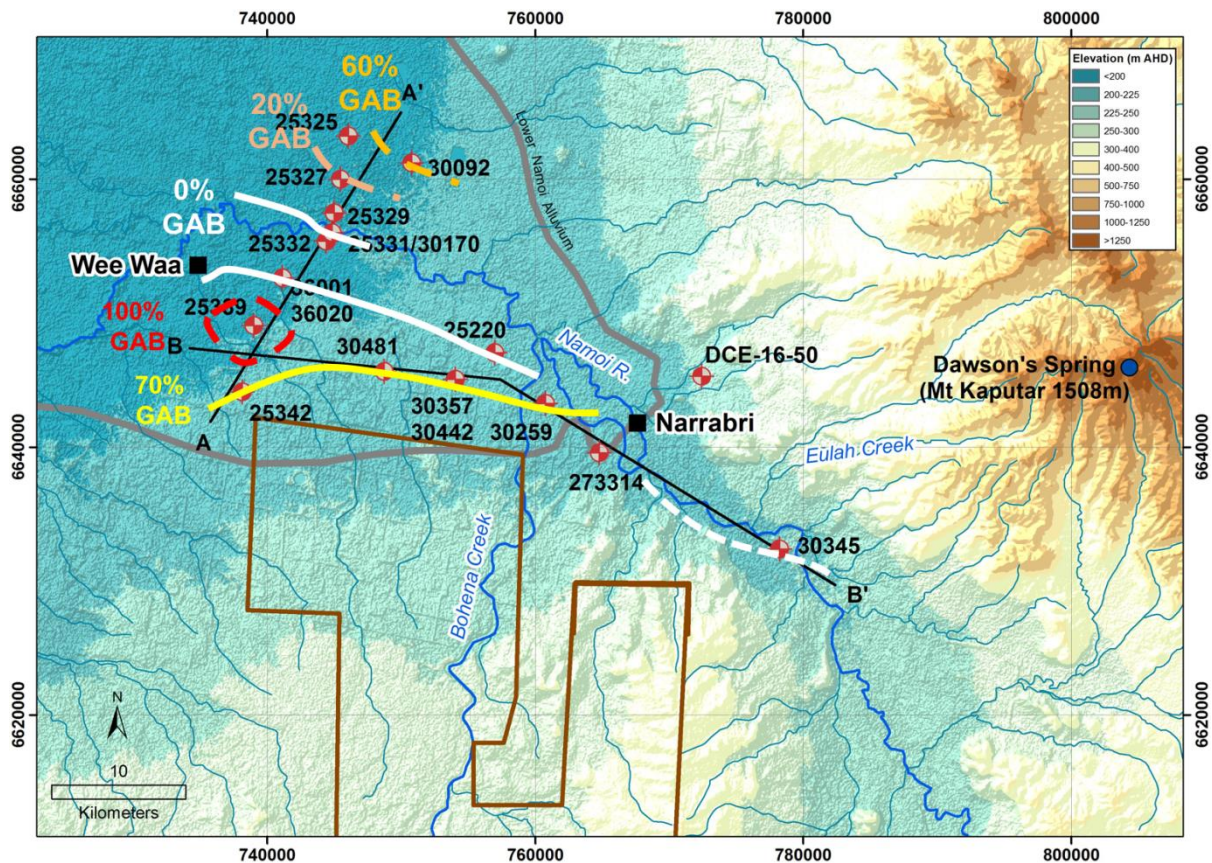 740000
760000
780000
800000
60%
GAB
A'
20%
GAB
25325
Lower Namoi Alluvium
Elevation (m AHD)
<200
200-225
225-250
250-300
300-400
400-500
500-750
750-1000
1000-1250
>1250
6660000
6660000
30092
25327
0%
GAB
25329
25332
25331/30170
Wee Waa
36001
36020
25339
100%
GAB
B
25220
Namoi R.
30481
DCE-16-50
Dawson's Spring
(Mt Kaputar 1508m)
70%
GAB
25342
30357
30442
30259
Narrabri
A
Eulah Creek
6640000
6640000
273314
30345
B'
Bohena Creek
6620000
6620000
N
10
Kilometers
740000
760000
780000
800000